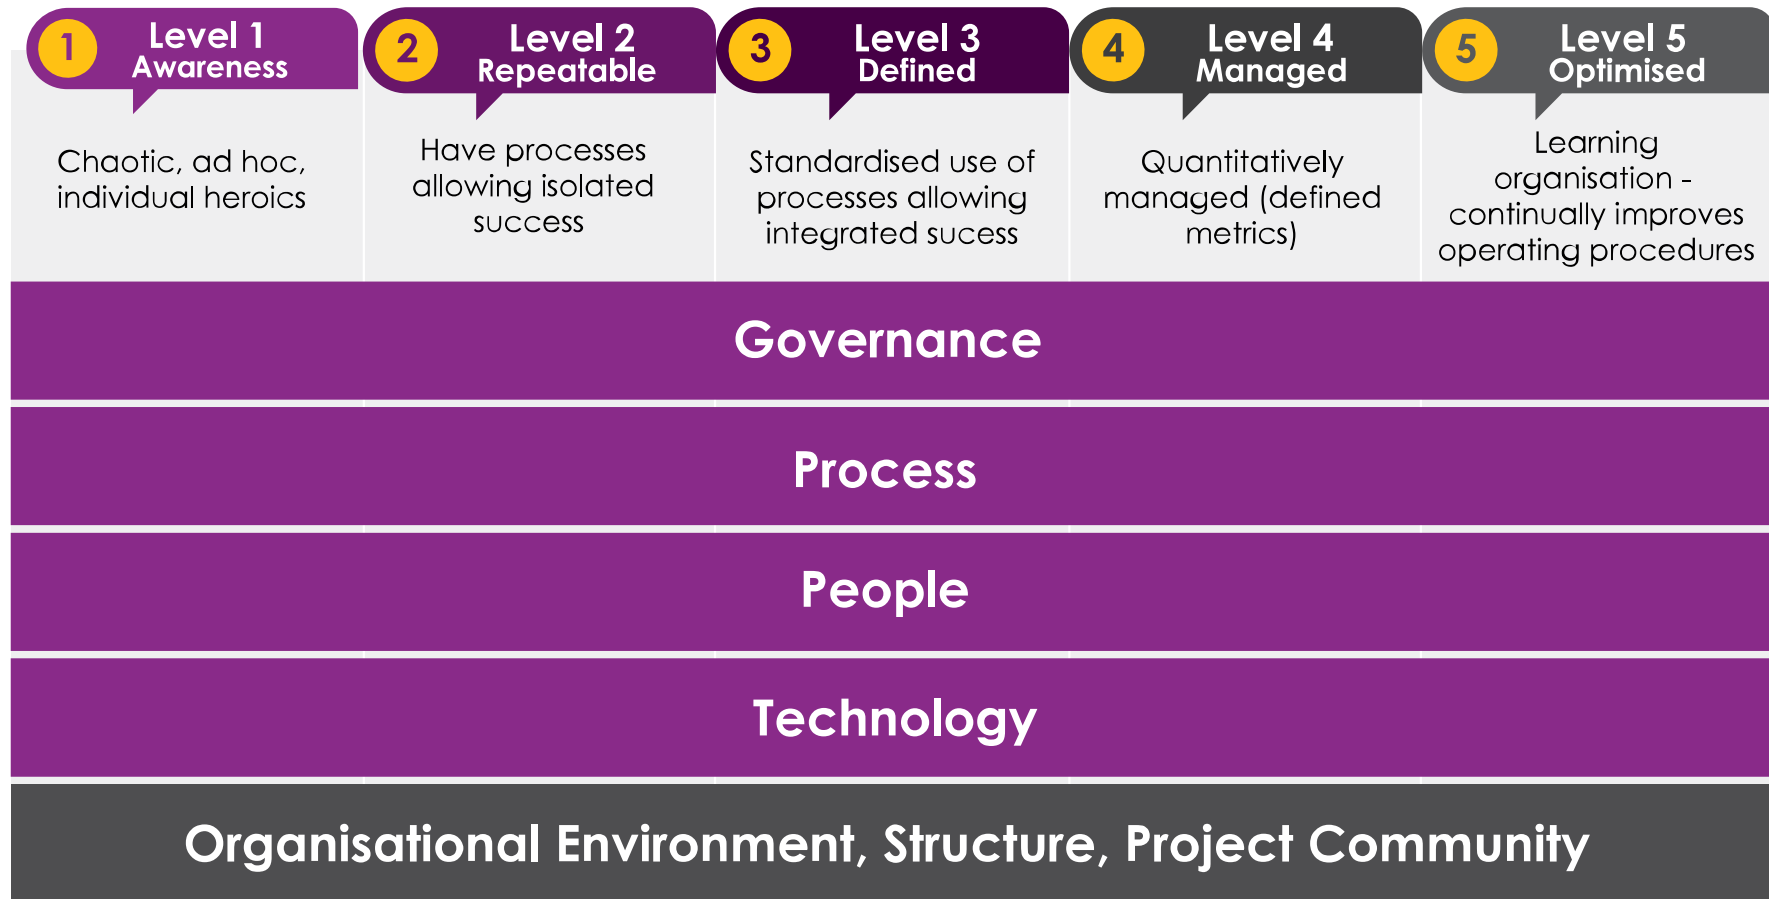 1
Level 1
Awareness
Chaotic, ad hoc,
individual heroics
2
Level 2
Repeatable
Have processes
allowing isolated
success
3
Level 3
Defined
Standardised use of
processes allowing
integrated sucess
4
Level 4
Managed
Quantitatively
managed (defined
metrics)
5
Level 5
Optimised
Learning
organisation -
continually improves
operating procedures
Governance
Process
People
Technology
Organisational Environment, Structure, Project Community